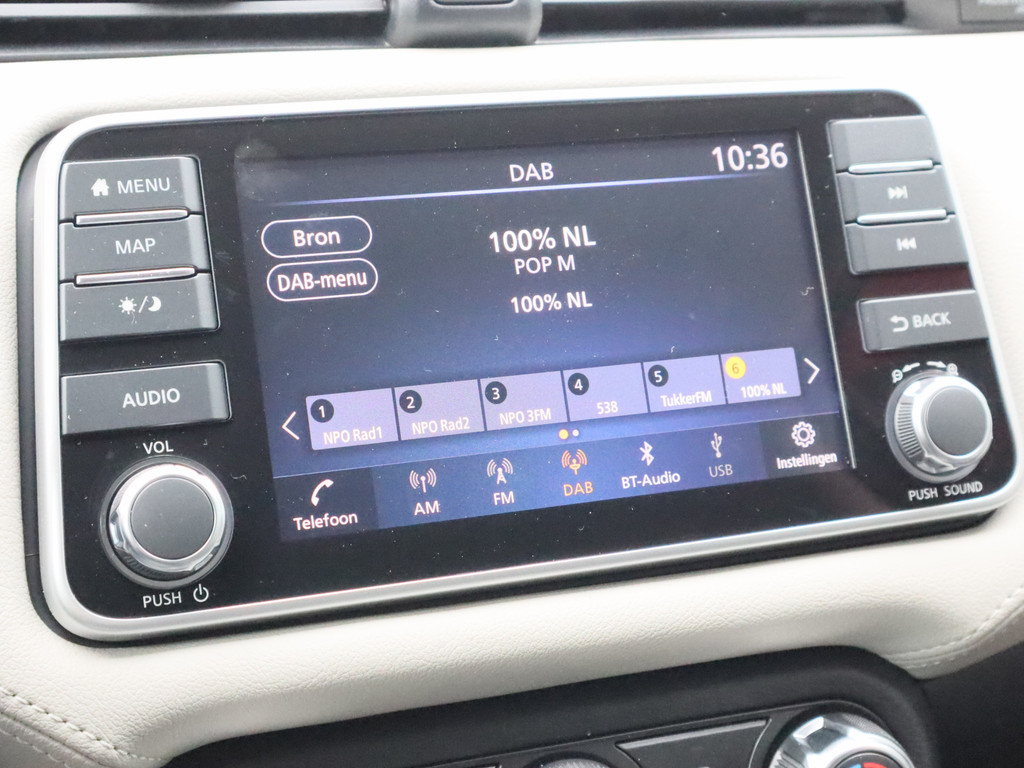 MENU
MAP
AUDIO
VOL
PUSH
DAB
10:36
Bron
DAB-menu
100% NL
POP M
100% NL
1 NPO Rad1
2 NPO Rad2
3 NPO 3FM
4 538
5 TukkerFM
6 100% NL
Telefoon
AM
FM
DAB
BT-Audio
USB
Instellingen
BACK
PUSH SOUND